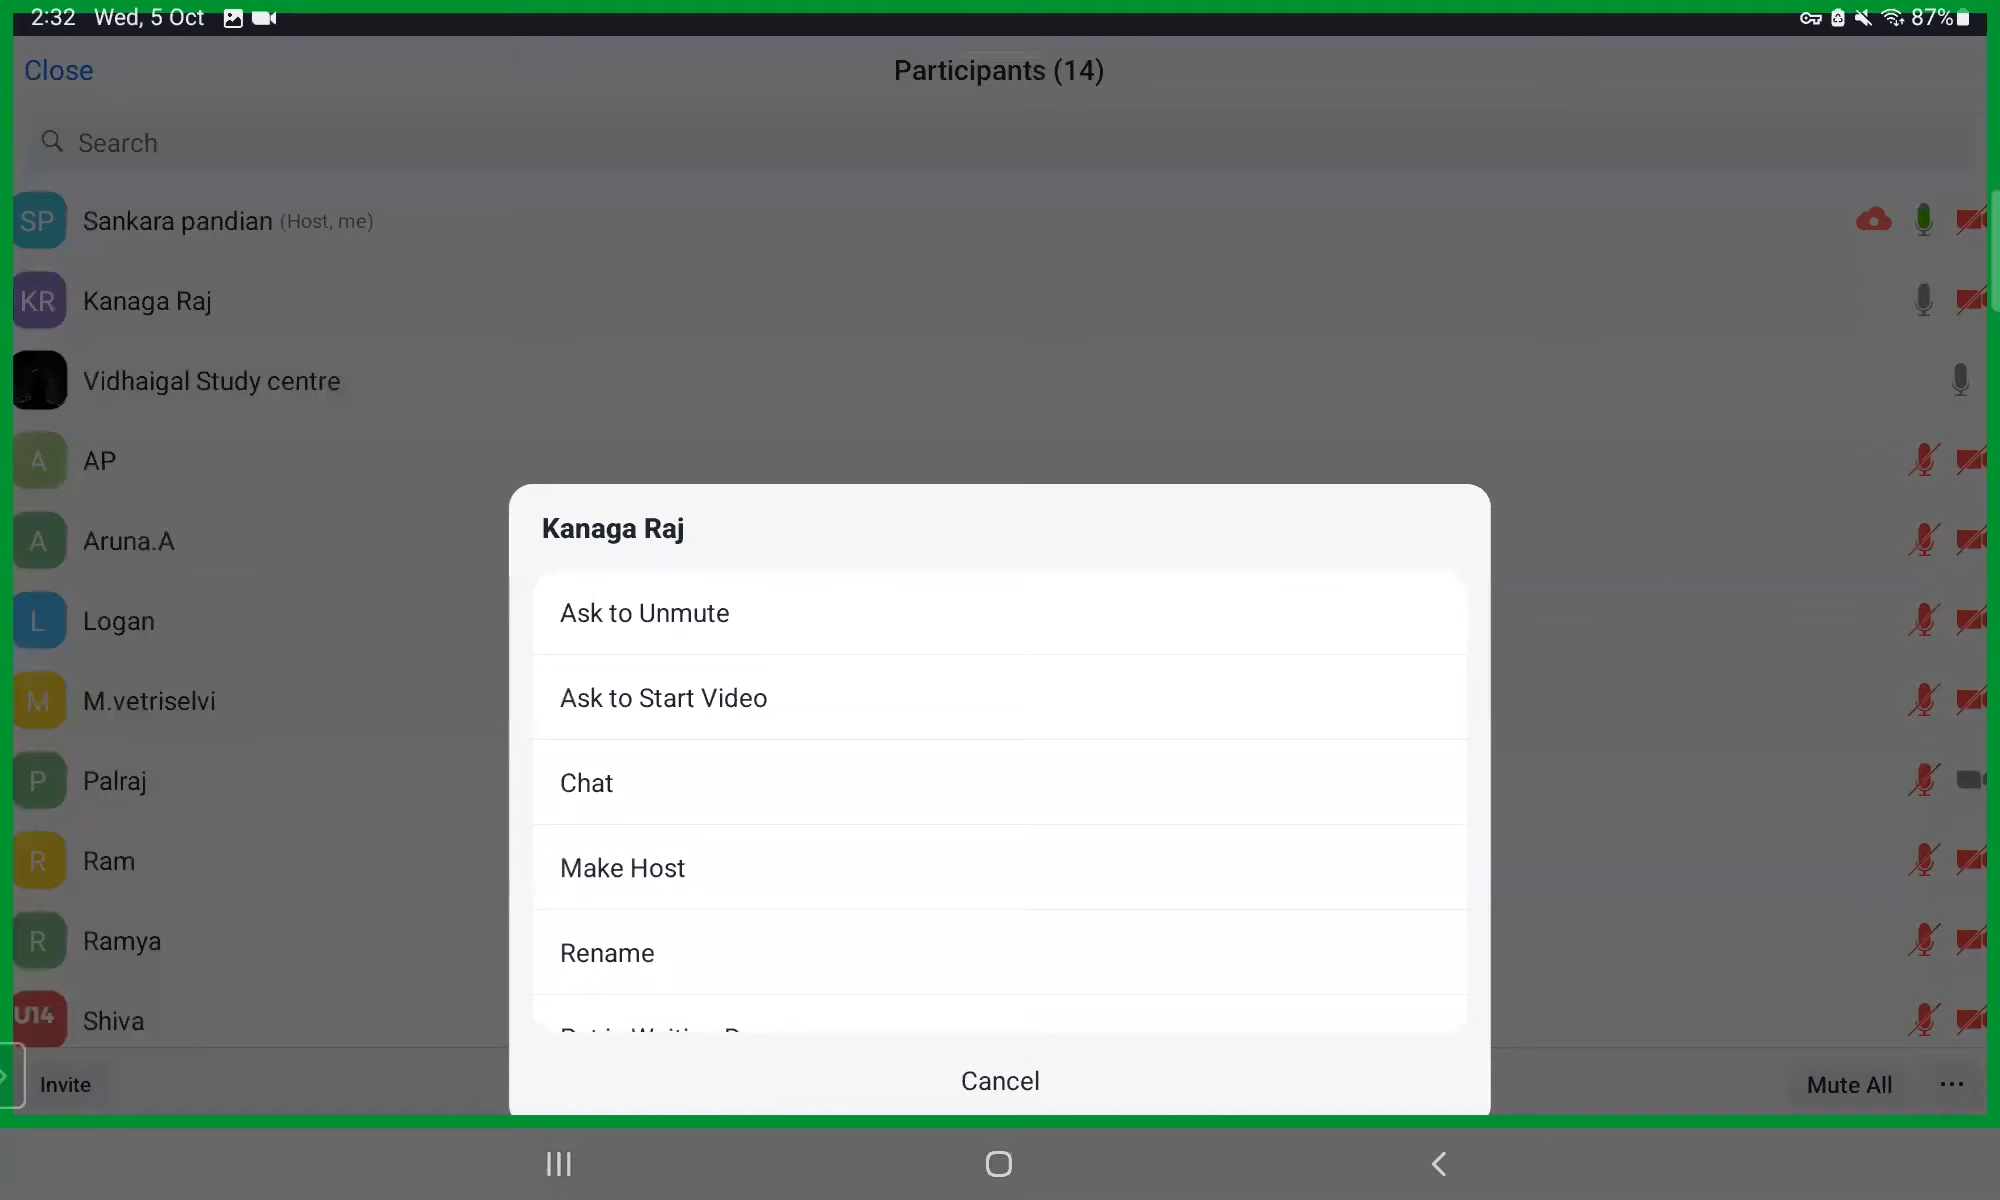 2:32 Wed, 5 Oct 87%
Close Participants (14)
Search
SP Sankara pandian (Host, me)
KR Kanaga Raj
Vidhaigal Study centre
A AP
A Aruna.A
L Logan
M M.vetriselvi
P Palraj
R Ram
R Ramya
U14 Shiva
Kanaga Raj
Ask to Unmute
Ask to Start Video
Chat
Make Host
Rename
Cancel
Invite Mute All ...